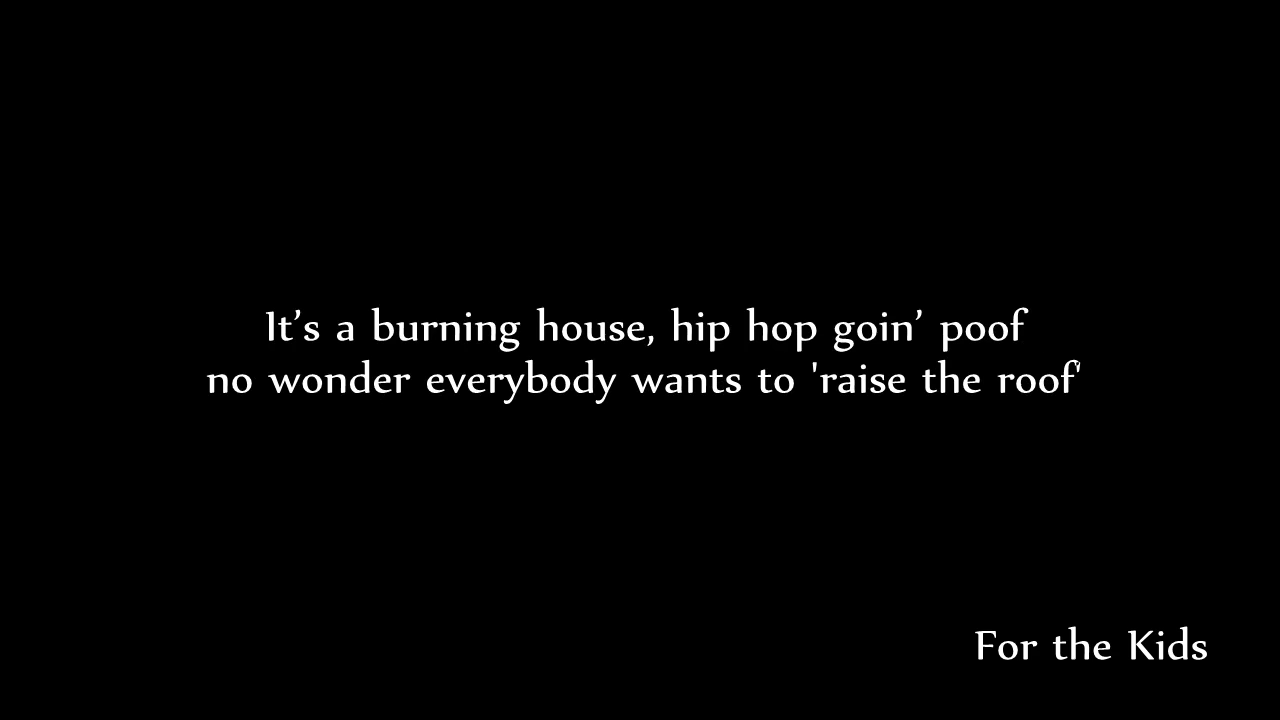 It’s a burning house, hip hop goin’ poof
no wonder everybody wants to 'raise the roof'
For the Kids